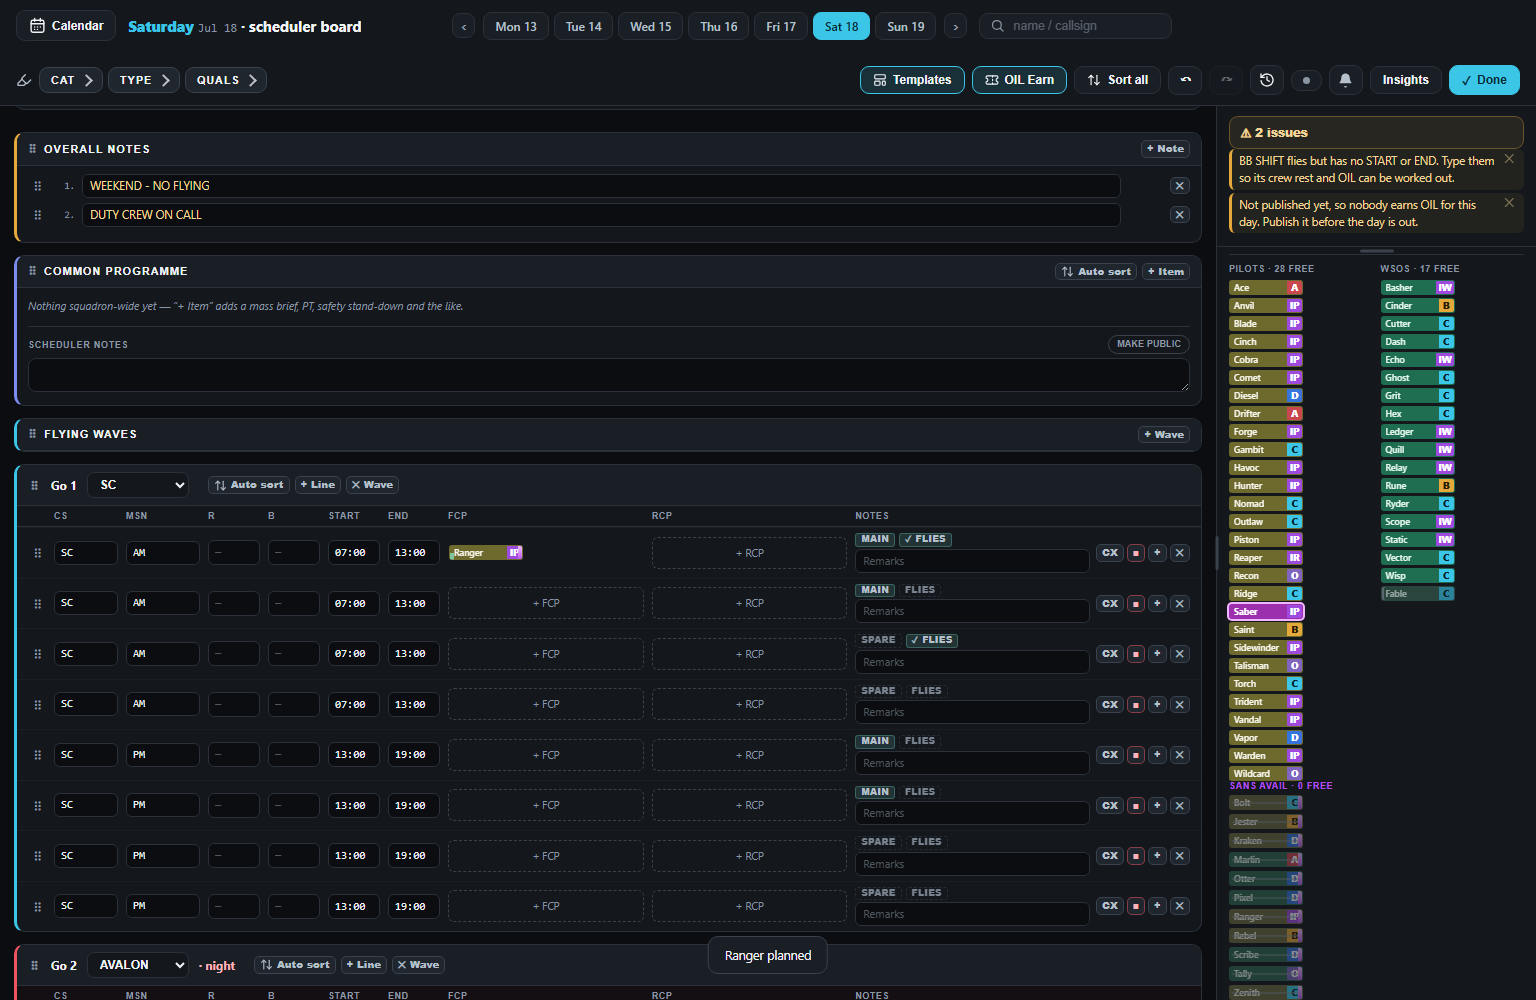 Calendar
Saturday Jul 18 · scheduler board
Mon 13
Tue 14
Wed 15
Thu 16
Fri 17
Sat 18
Sun 19
name / callsign
CAT
TYPE
QUALS
Templates
OIL Earn
Sort all
Insights
✓ Done
OVERALL NOTES
+ Note
1. WEEKEND - NO FLYING
2. DUTY CREW ON CALL
COMMON PROGRAMME
Auto sort
+ Item
Nothing squadron-wide yet — "+ Item" adds a mass brief, PT, safety stand-down and the like.
SCHEDULER NOTES
MAKE PUBLIC
FLYING WAVES
+ Wave
Go 1 SC Auto sort + Line × Wave
CS MSN R B START END FCP RCP NOTES
SC AM – – 07:00 13:00 Ranger IP + RCP MAIN ✓ FLIES Remarks CX + ×
SC AM – – 07:00 13:00 + FCP + RCP MAIN FLIES Remarks CX + ×
SC AM – – 07:00 13:00 + FCP + RCP SPARE ✓ FLIES Remarks CX + ×
SC AM – – 07:00 13:00 + FCP + RCP SPARE FLIES Remarks CX + ×
SC PM – – 13:00 19:00 + FCP + RCP MAIN FLIES Remarks CX + ×
SC PM – – 13:00 19:00 + FCP + RCP MAIN FLIES Remarks CX + ×
SC PM – – 13:00 19:00 + FCP + RCP SPARE FLIES Remarks CX + ×
SC PM – – 13:00 19:00 + FCP + RCP SPARE FLIES Remarks CX + ×
Go 2 AVALON · night Auto sort + Line × Wave
CS MSN R B START END FCP RCP NOTES
Ranger planned
⚠ 2 issues
BB SHIFT flies but has no START or END. Type them
so its crew rest and OIL can be worked out.
Not published yet, so nobody earns OIL for this
day. Publish it before the day is out.
PILOTS · 28 FREE
Ace A
Anvil IP
Blade IP
Cinch IP
Cobra IP
Comet IP
Diesel D
Drifter A
Forge IP
Gambit C
Havoc IP
Hunter IP
Nomad C
Outlaw C
Piston IP
Reaper IR
Recon O
Ridge C
Saber IP
Saint B
Sidewinder IP
Talisman O
Torch C
Trident IP
Vandal IP
Vapor D
Warden IP
Wildcard O
SANS AVAIL · 0 FREE
Bolt C
Jester B
Kraken D
Marlin A
Otter D
Pixel D
Ranger IP
Rebel B
Scribe D
Tally O
Zenith C
WSOS · 17 FREE
Basher IW
Cinder B
Cutter C
Dash C
Echo IW
Ghost C
Grit C
Hex C
Ledger IW
Quill IW
Relay IW
Rune B
Ryder C
Scope IW
Static IW
Vector C
Wisp C
Fable C